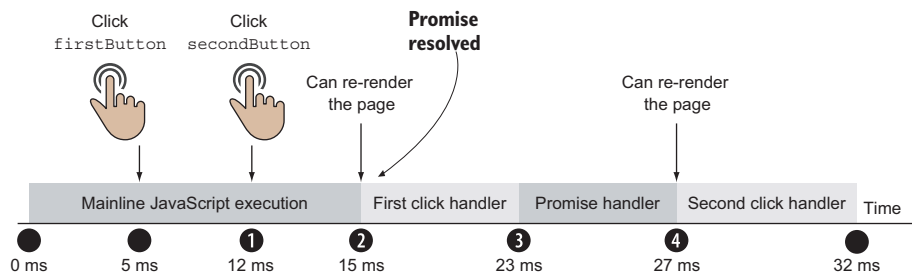 Click
firstButton
Click
secondButton
Promise
resolved
Can re-render
the page
Can re-render
the page
Mainline JavaScript execution
First click handler
Promise handler
Second click handler
Time
1
2
3
4
0 ms
5 ms
12 ms
15 ms
23 ms
27 ms
32 ms